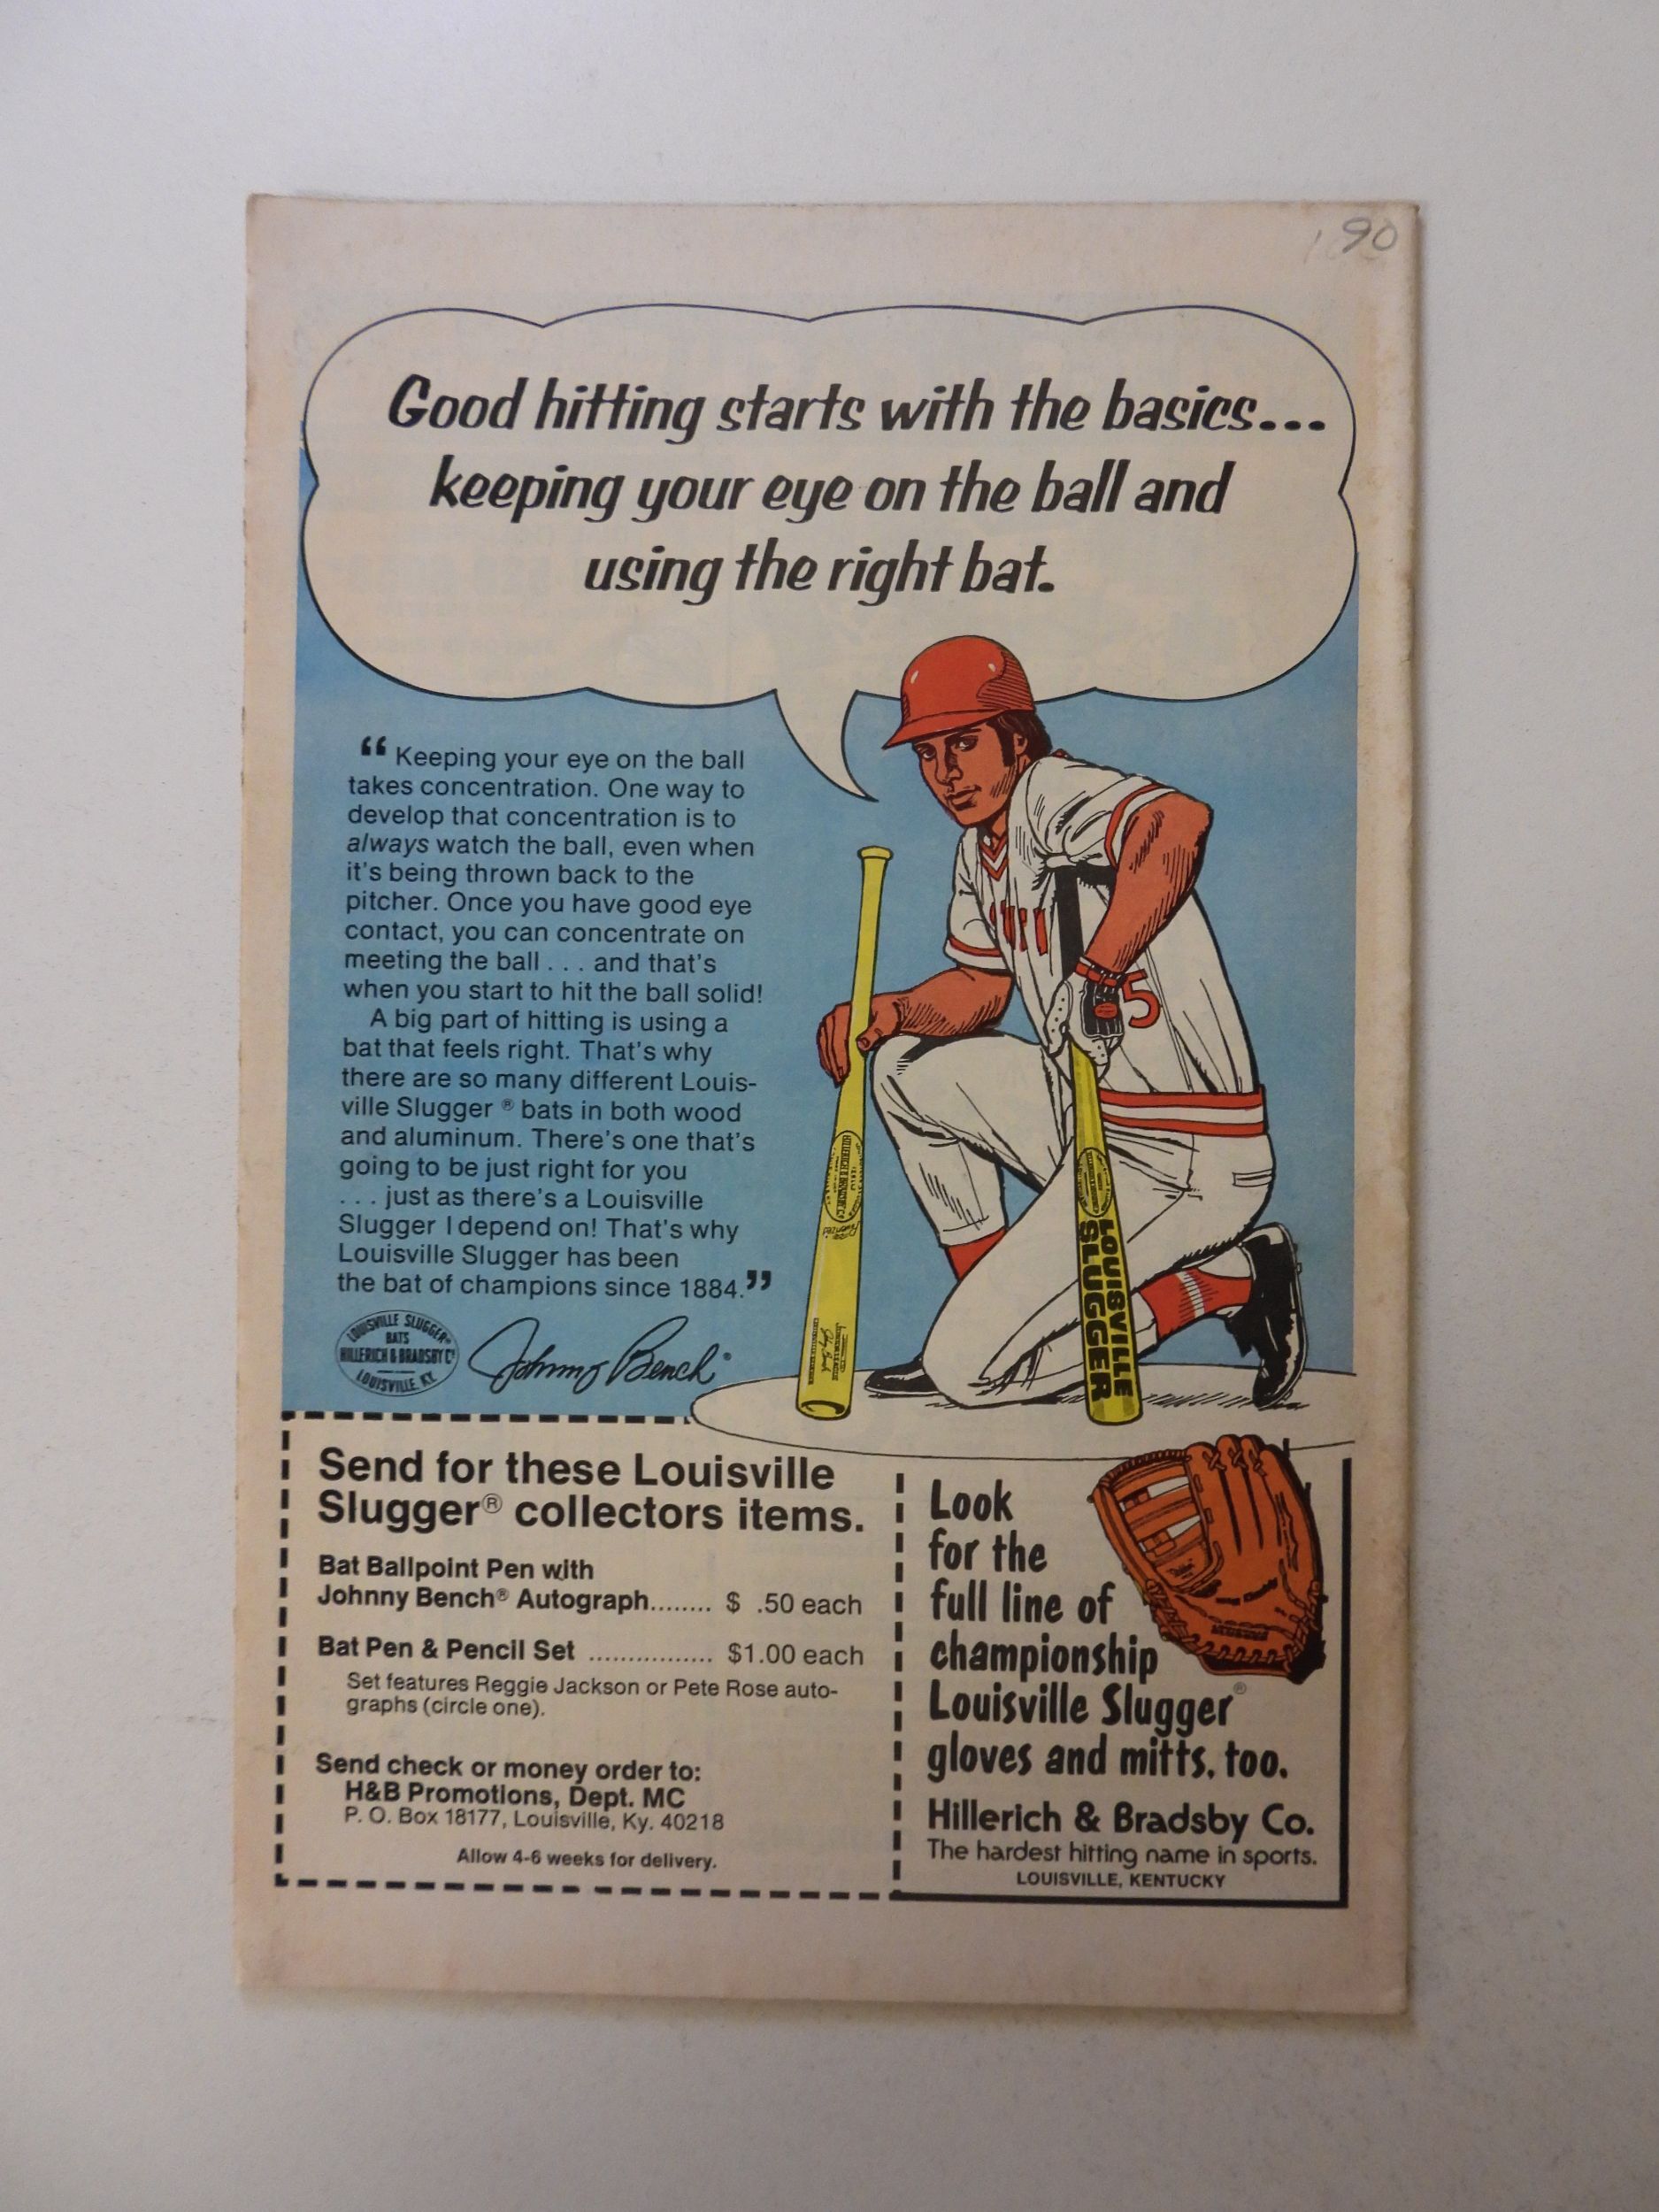 90
Good hitting starts with the basics...
keeping your eye on the ball and
using the right bat.
“Keeping your eye on the ball
takes concentration. One way to
develop that concentration is to
always watch the ball, even when
it's being thrown back to the
pitcher. Once you have good eye
contact, you can concentrate on
meeting the ball . . . and that's
when you start to hit the ball solid!
A big part of hitting is using a
bat that feels right. That's why
there are so many different Louis-
ville Slugger ® bats in both wood
and aluminum. There's one that's
going to be just right for you
. . . just as there's a Louisville
Slugger I depend on! That's why
Louisville Slugger has been
the bat of champions since 1884.”
5
LOUISVILLE
SLUGGER
LOUISVILLE SLUGGER
BATS
HILLERICH & BRADSBY Cº
LOUISVILLE, KY.
Johnny Bench
Send for these Louisville
Slugger® collectors items.
Bat Ballpoint Pen with
Johnny Bench® Autograph........ $ .50 each
Bat Pen & Pencil Set ................ $1.00 each
Set features Reggie Jackson or Pete Rose auto-
graphs (circle one).
Send check or money order to:
H&B Promotions, Dept. MC
P. O. Box 18177, Louisville, Ky. 40218
Allow 4-6 weeks for delivery.
Look
for the
full line of
championship
Louisville Slugger®
gloves and mitts, too.
Hillerich & Bradsby Co.
The hardest hitting name in sports.
LOUISVILLE, KENTUCKY